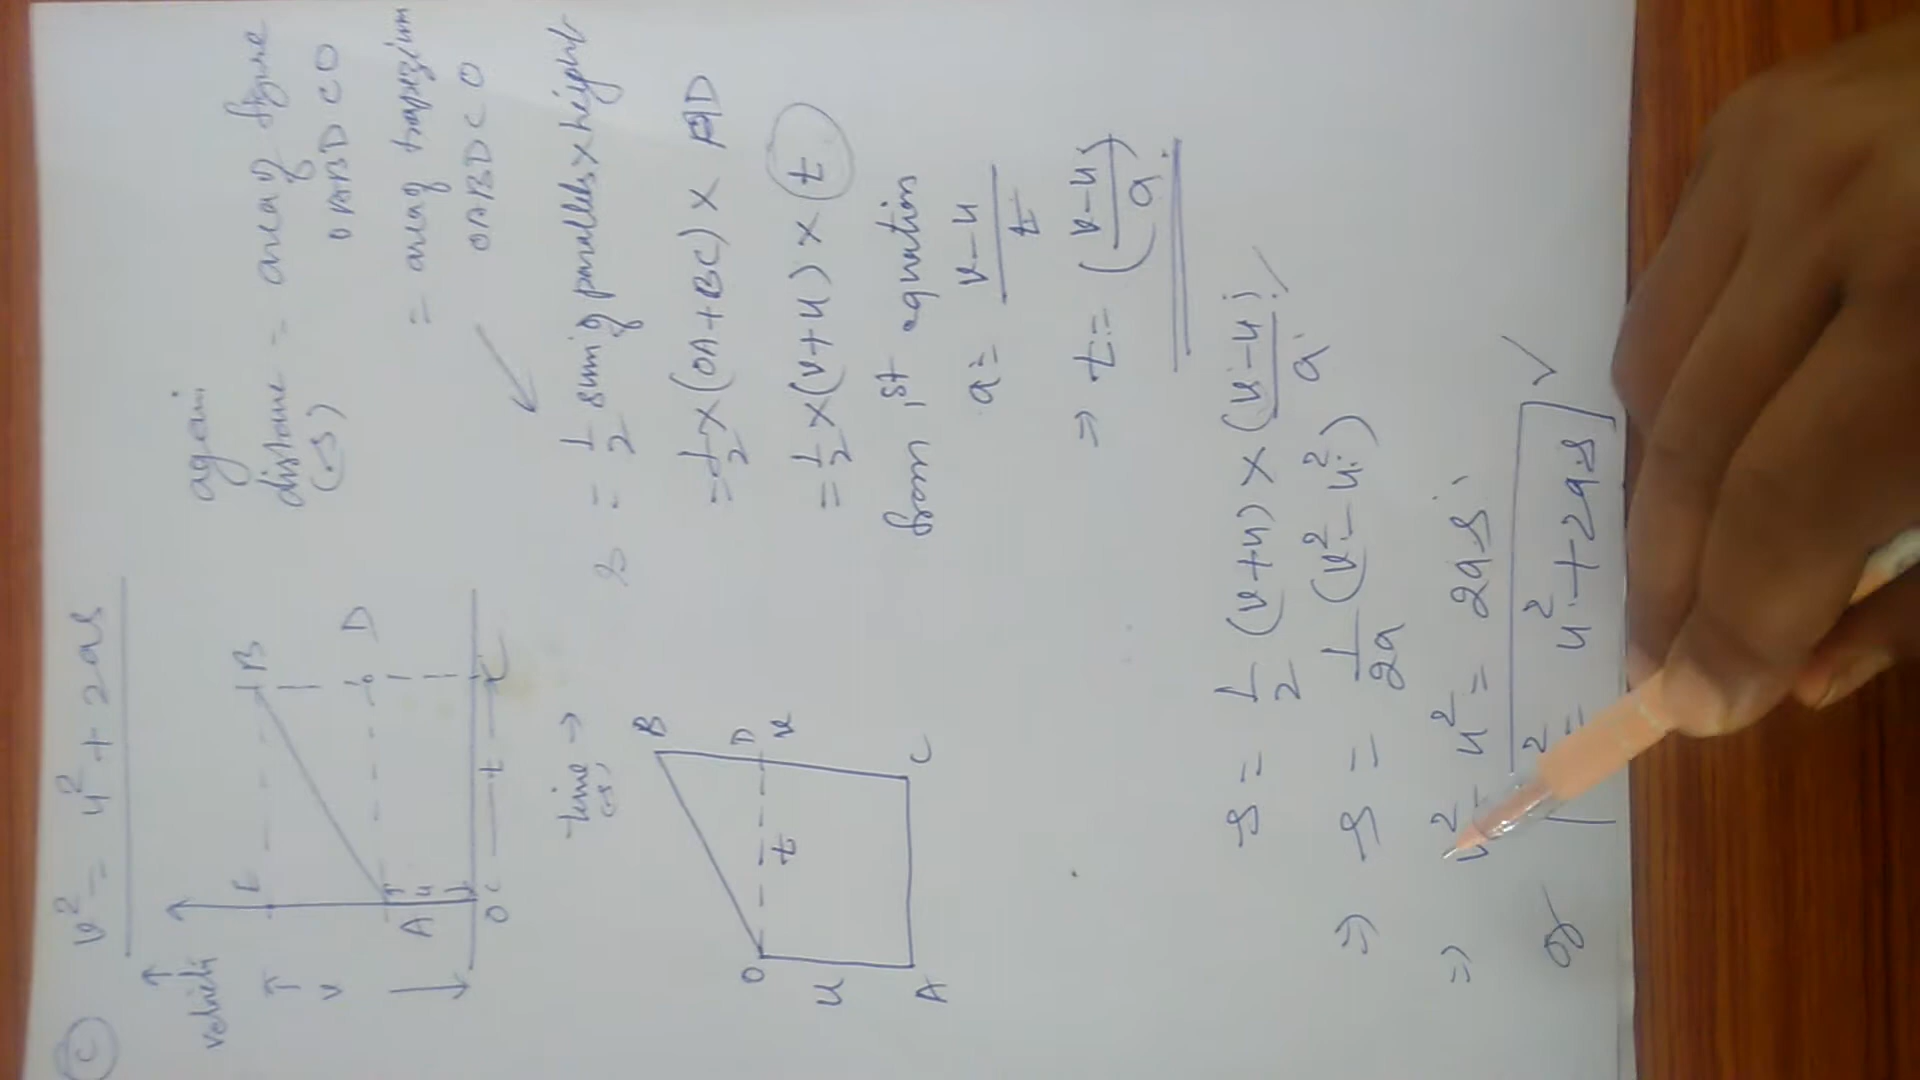 C v² = u² + 2as
velocity
v
E
B
A
u
D
O
t
C
time →
(s)
O
B
D
t
u
v
A
C
again
distance = area of figure
(s) OABDCO
= area of trapezium
OABDCO
s = 1/2 sum of parallels × height
= 1/2 × (OA + BC) × AD
= 1/2 × (v + u) × t
from 1st equation
a = v-u/t
⇒ t = (v-u/a)
s = 1/2 (v+u) × (v-u)/a
⇒ s = 1/2a (v² - u²)
⇒ v² - u² = 2as
or v² = u² + 2as